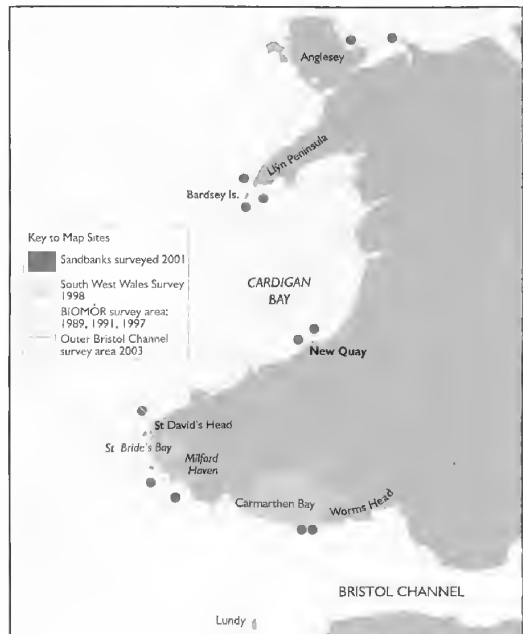 Anglesey
Llŷn Peninsula
Bardsey Is.
Key to Map Sites
Sandbanks surveyed 2001
South West Wales Survey
1998
BIOMÔR survey area:
1989, 1991, 1997
Outer Bristol Channel
survey area 2003
CARDIGAN
BAY
New Quay
St David's Head
St Bride's Bay
Milford
Haven
Carmarthen Bay
Worms Head
BRISTOL CHANNEL
Lundy